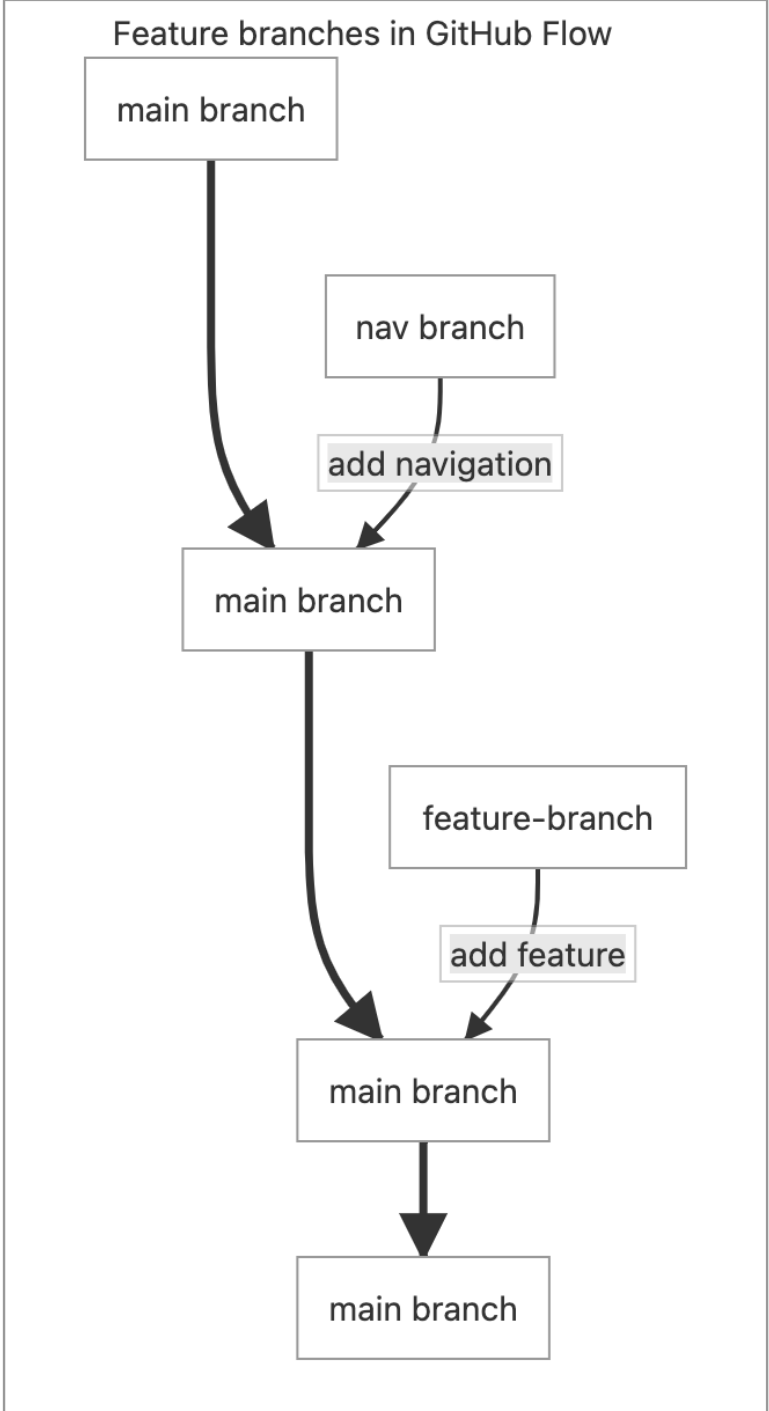 Feature branches in GitHub Flow
main branch
nav branch
add navigation
main branch
feature-branch
add feature
main branch
main branch